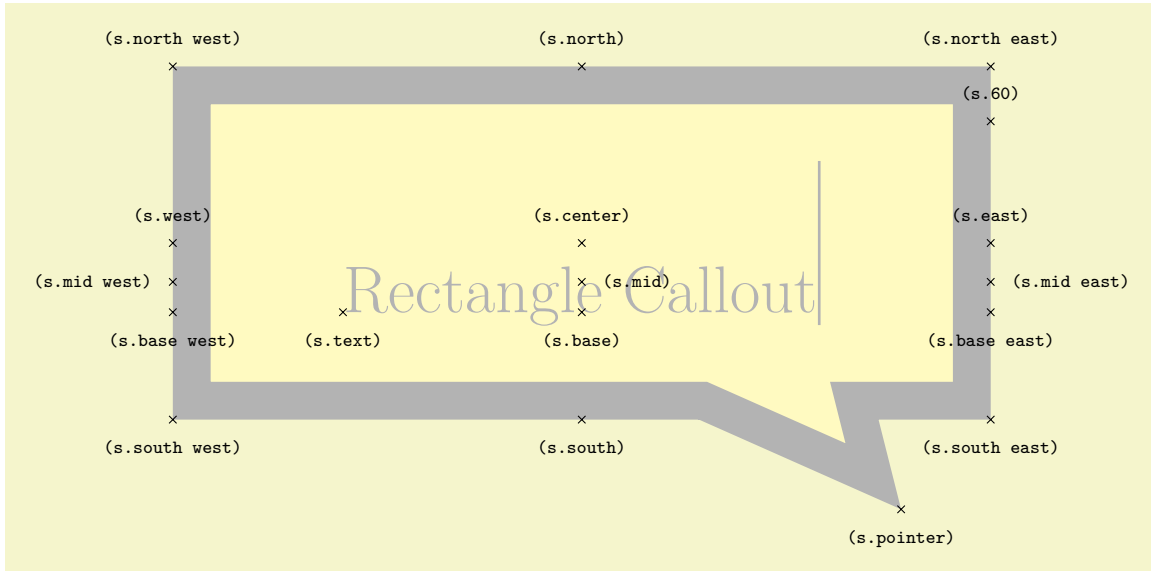 (s.north west) (s.north) (s.north east)
(s.60)
(s.west) (s.center) (s.east)
(s.mid west) Rectangle Callout (s.mid) (s.mid east)
(s.base west) (s.text) (s.base) (s.base east)
(s.south west) (s.south) (s.south east)
(s.pointer)